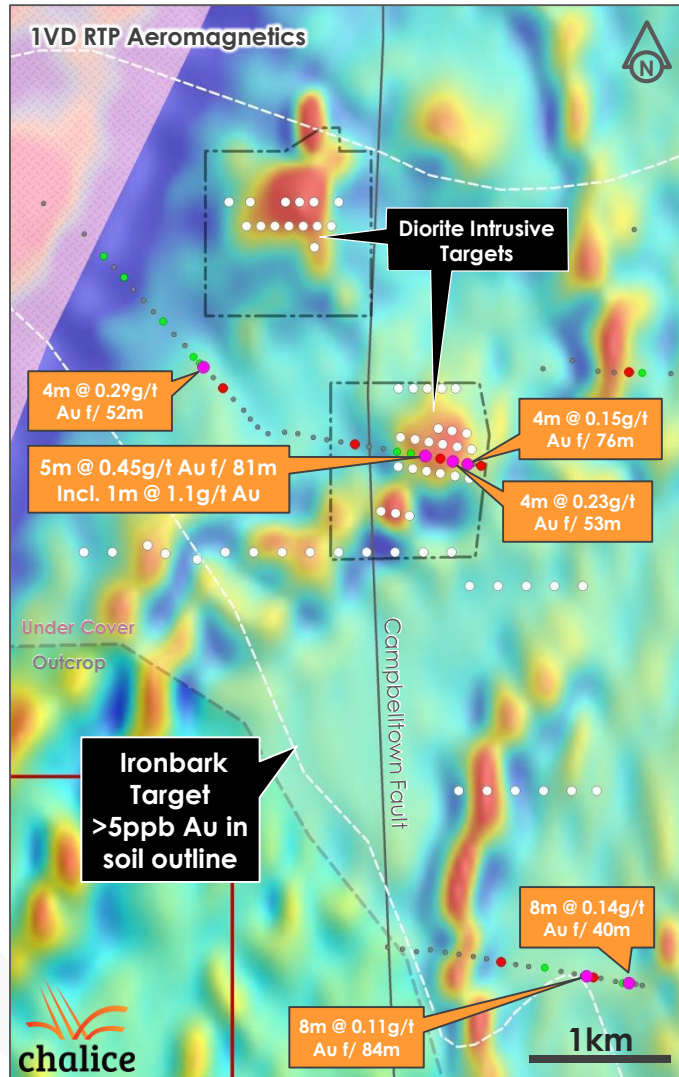 1VD RTP Aeromagnetics
N
Diorite Intrusive
Targets
4m @ 0.29g/t
Au f/ 52m
4m @ 0.15g/t
Au f/ 76m
5m @ 0.45g/t Au f/ 81m
Incl. 1m @ 1.1g/t Au
4m @ 0.23g/t
Au f/ 53m
Under Cover
Outcrop
Campbelltown Fault
Ironbark
Target
>5ppb Au in
soil outline
8m @ 0.14g/t
Au f/ 40m
8m @ 0.11g/t
Au f/ 84m
1km
chalice